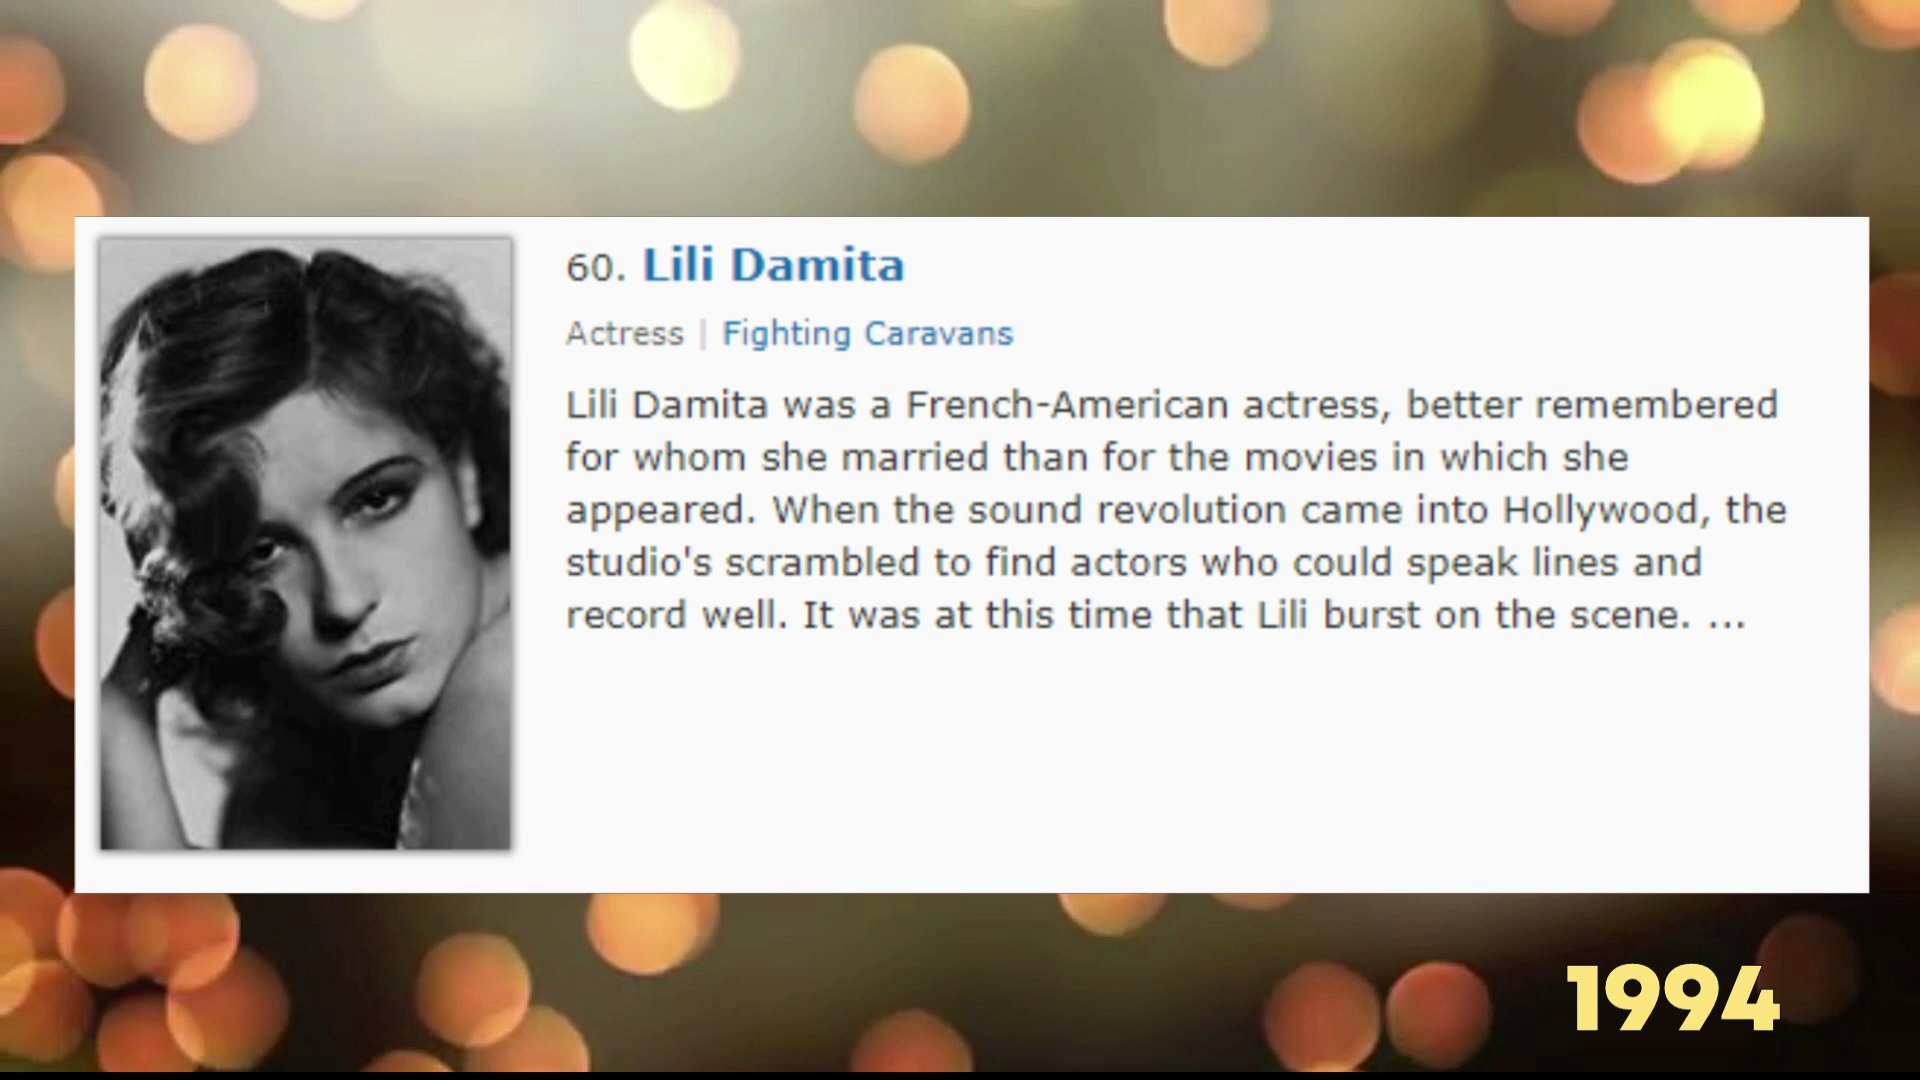 60. Lili Damita
Actress | Fighting Caravans
Lili Damita was a French-American actress, better remembered
for whom she married than for the movies in which she
appeared. When the sound revolution came into Hollywood, the
studio's scrambled to find actors who could speak lines and
record well. It was at this time that Lili burst on the scene. ...
1994